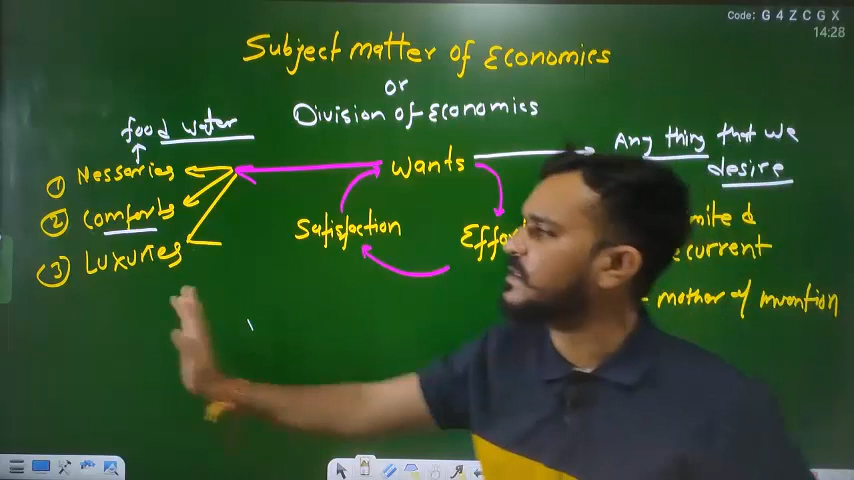 Code: G 4 Z C G X
14:28
Subject matter of Economics
or
Division of Economics
food water
① Nessaries
② Comforts
③ Luxuries
Wants
Satisfaction
Any thing that we
desire
- mother of invention